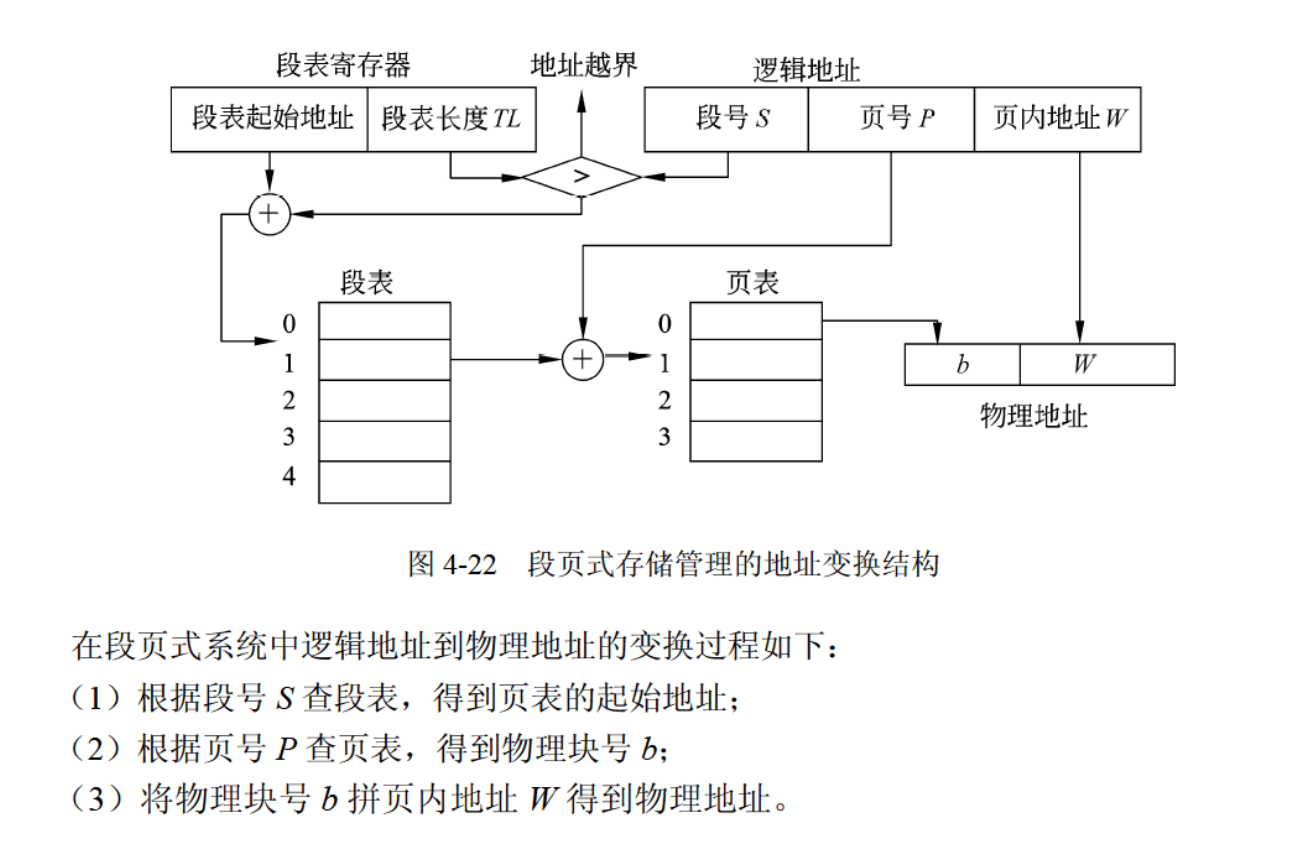 段表寄存器 地址越界 逻辑地址
段表起始地址 段表长度 TL 段号 S 页号 P 页内地址 W
>
+
段表 页表
0 0
1 + 1 b W
2 2 物理地址
3 3
4
图 4-22 段页式存储管理的地址变换结构
在段页式系统中逻辑地址到物理地址的变换过程如下：
（1）根据段号 S 查段表，得到页表的起始地址；
（2）根据页号 P 查页表，得到物理块号 b；
（3）将物理块号 b 拼页内地址 W 得到物理地址。